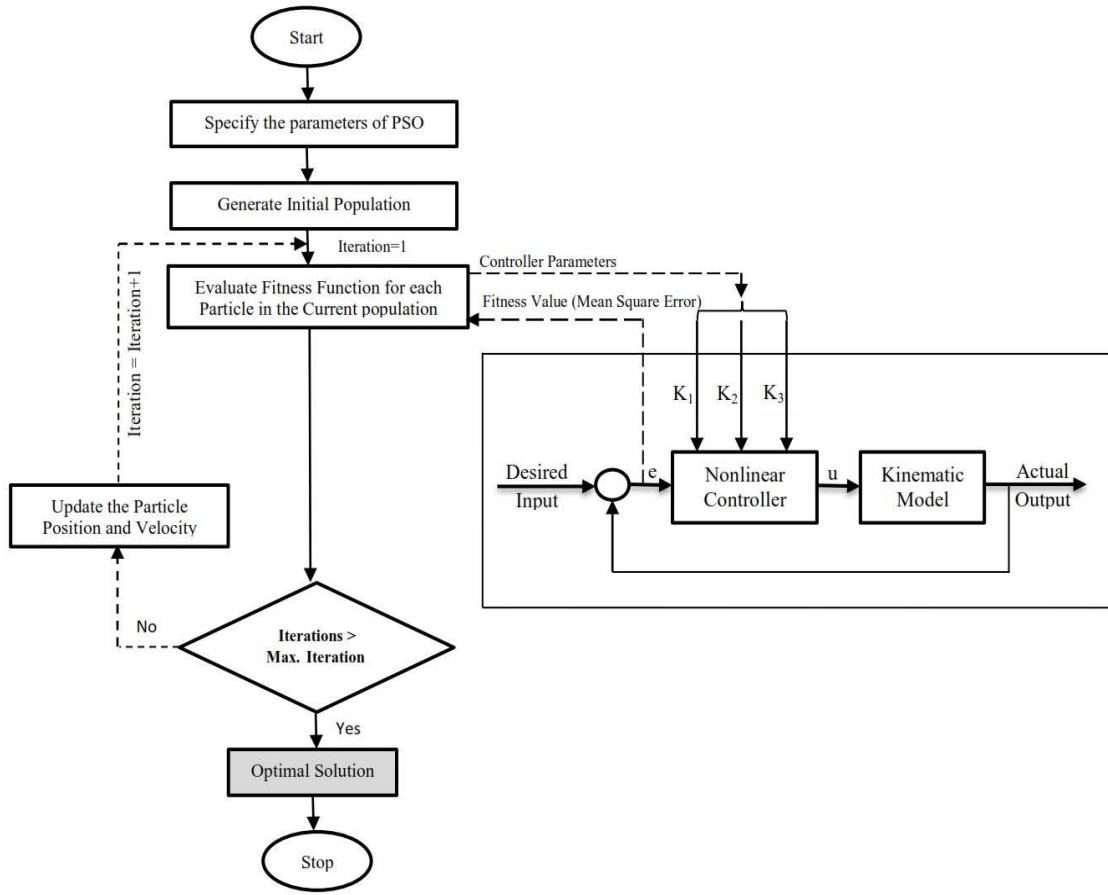 Start
Specify the parameters of PSO
Generate Initial Population
Iteration=1
Evaluate Fitness Function for each
Particle in the Current population
Controller Parameters
Fitness Value (Mean Square Error)
Iteration = Iteration+1
K₁
K₂
K₃
Desired
Input
e
Nonlinear
Controller
u
Kinematic
Model
Actual
Output
Update the Particle
Position and Velocity
No
Iterations >
Max. Iteration
Yes
Optimal Solution
Stop